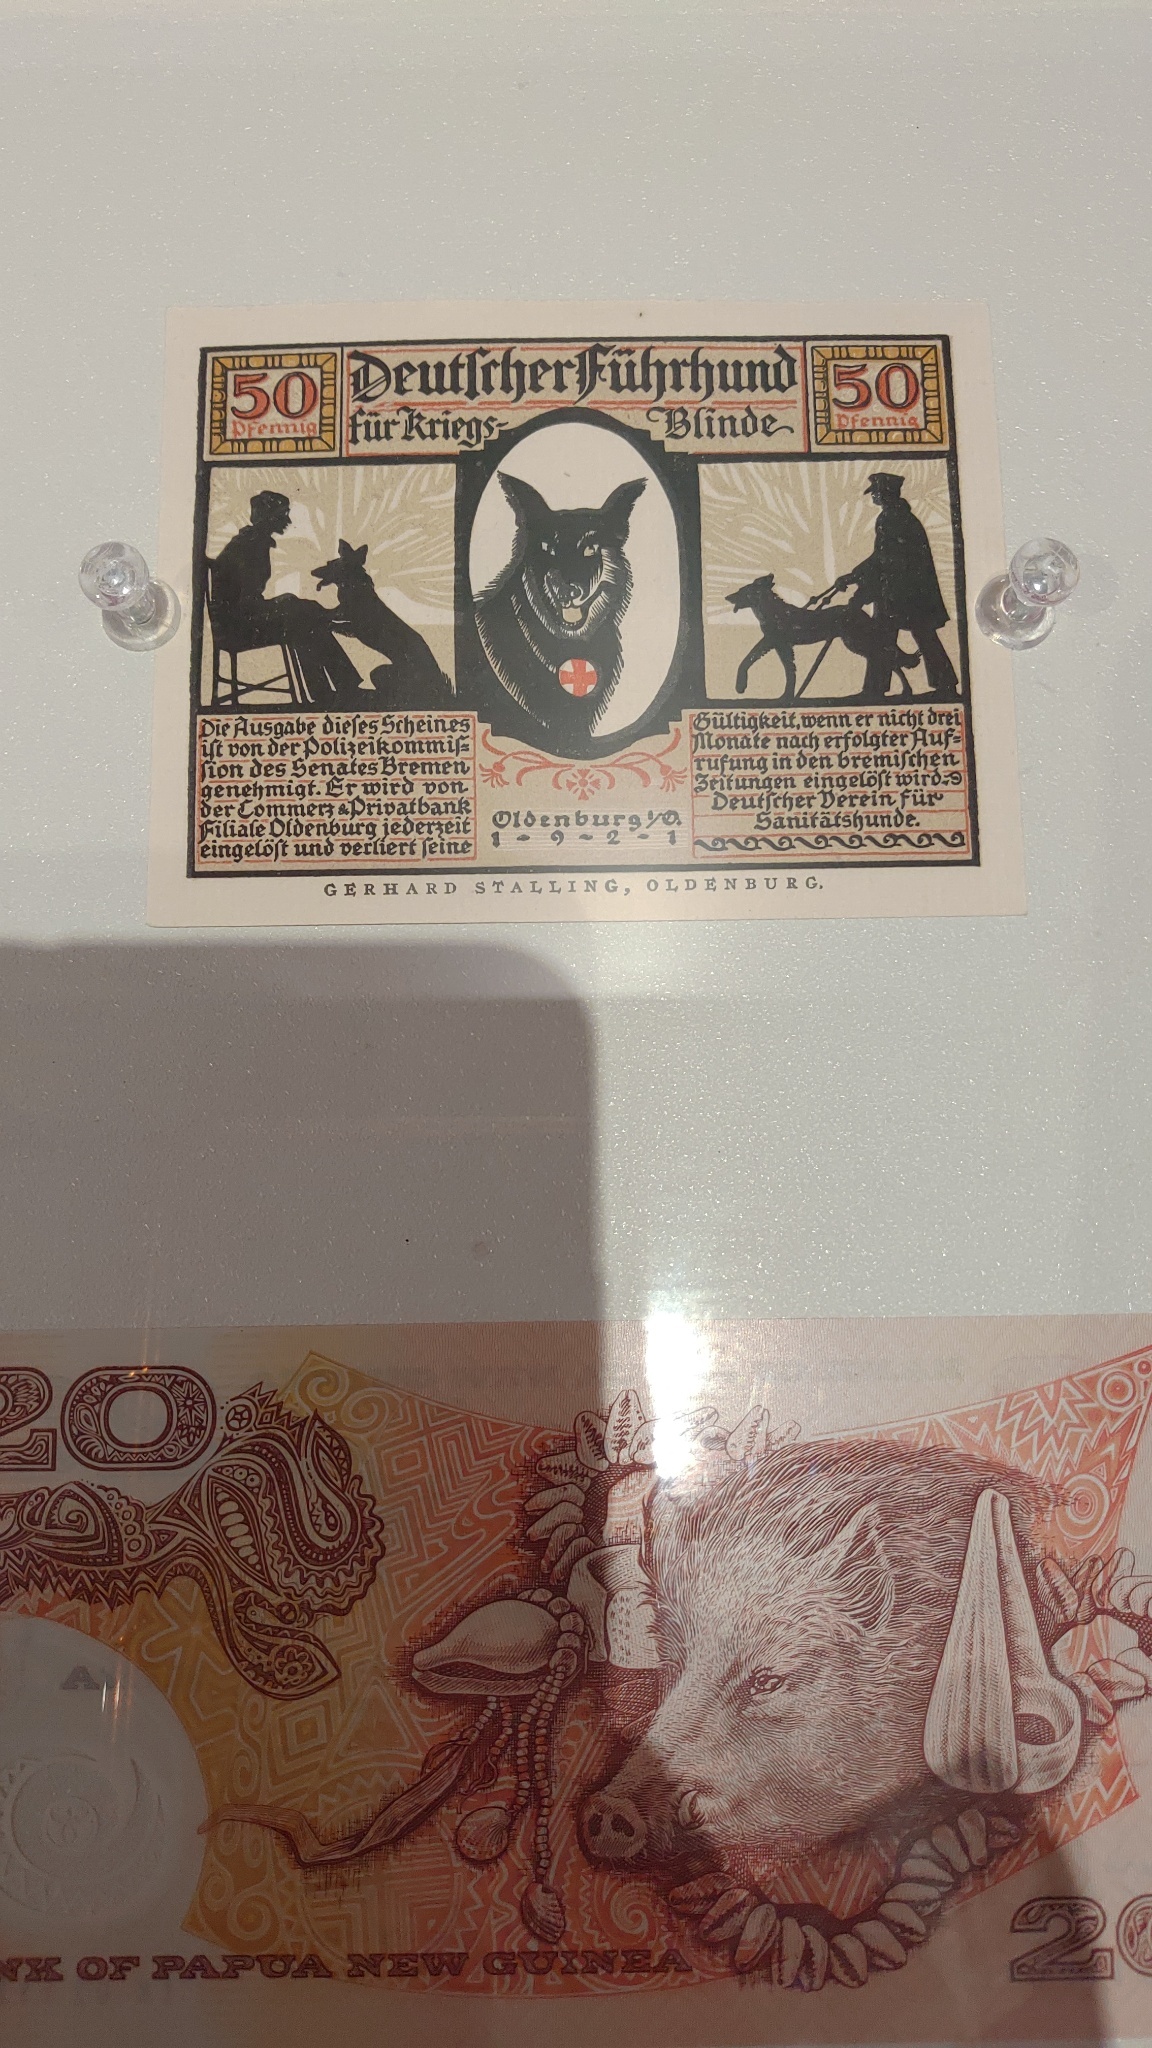 50
Pfennig
Deutscher Führhund
für Kriegs-Blinde
50
Pfennig
Die Ausgabe dieses Scheines
ist von der Polizeikommis=
sion des Senates Bremen
genehmigt. Er wird von
der Commerz & Privatbank
Filiale Oldenburg jederzeit
eingelöst und verliert seine
Oldenburg i/O.
1-9-2-1
Gültigkeit, wenn er nicht drei
Monate nach erfolgter Auf=
rufung in den bremischen
Zeitungen eingelöst wird.
Deutscher Verein für
Sanitätshunde.
GERHARD STALLING, OLDENBURG.
20
NK OF PAPUA NEW GUINEA
20